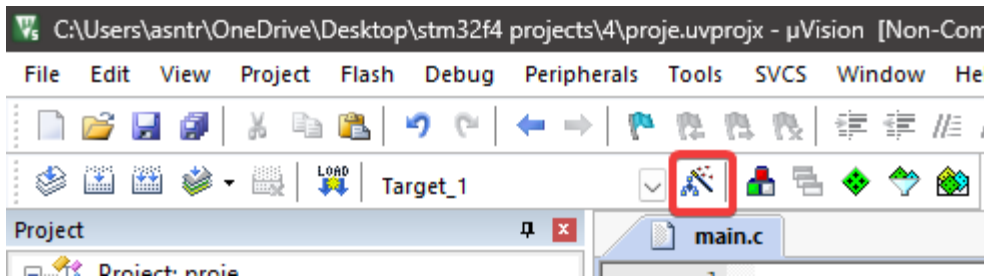 C:\Users\asntr\OneDrive\Desktop\stm32f4 projects\4\proje.uvprojx - µVision [Non-Com
File Edit View Project Flash Debug Peripherals Tools SVCS Window He
LOAD
Target_1
Project
main.c
Project: proje
1